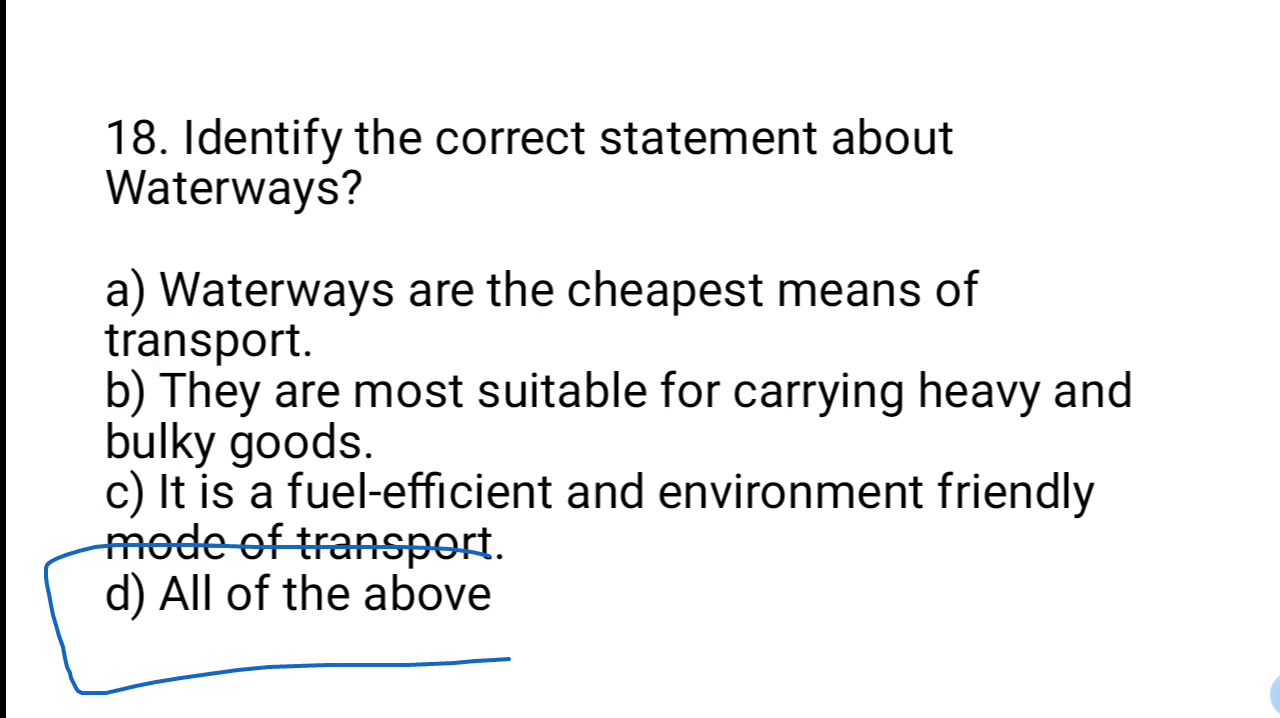 18. Identify the correct statement about
Waterways?
a) Waterways are the cheapest means of
transport.
b) They are most suitable for carrying heavy and
bulky goods.
c) It is a fuel-efficient and environment friendly
mode of transport.
d) All of the above